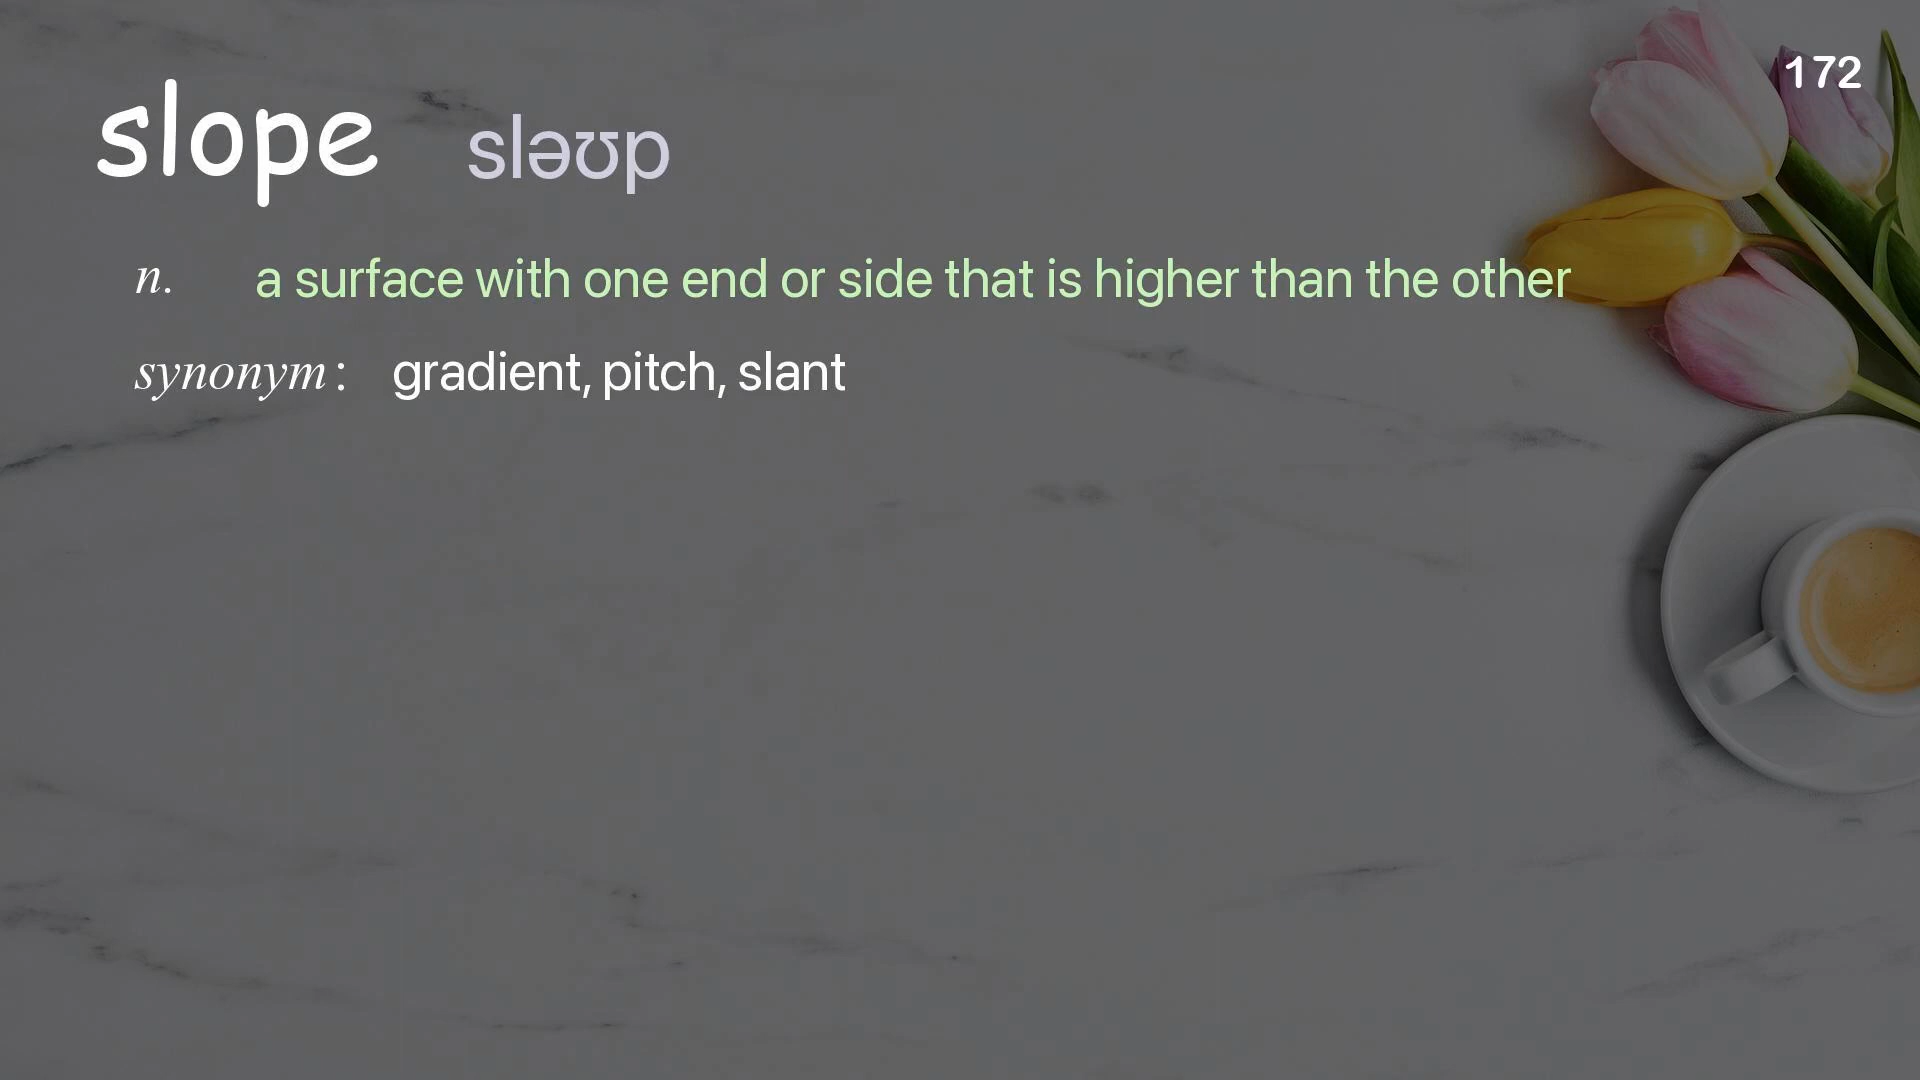 172
slope sləʊp
n. a surface with one end or side that is higher than the other
synonym: gradient, pitch, slant